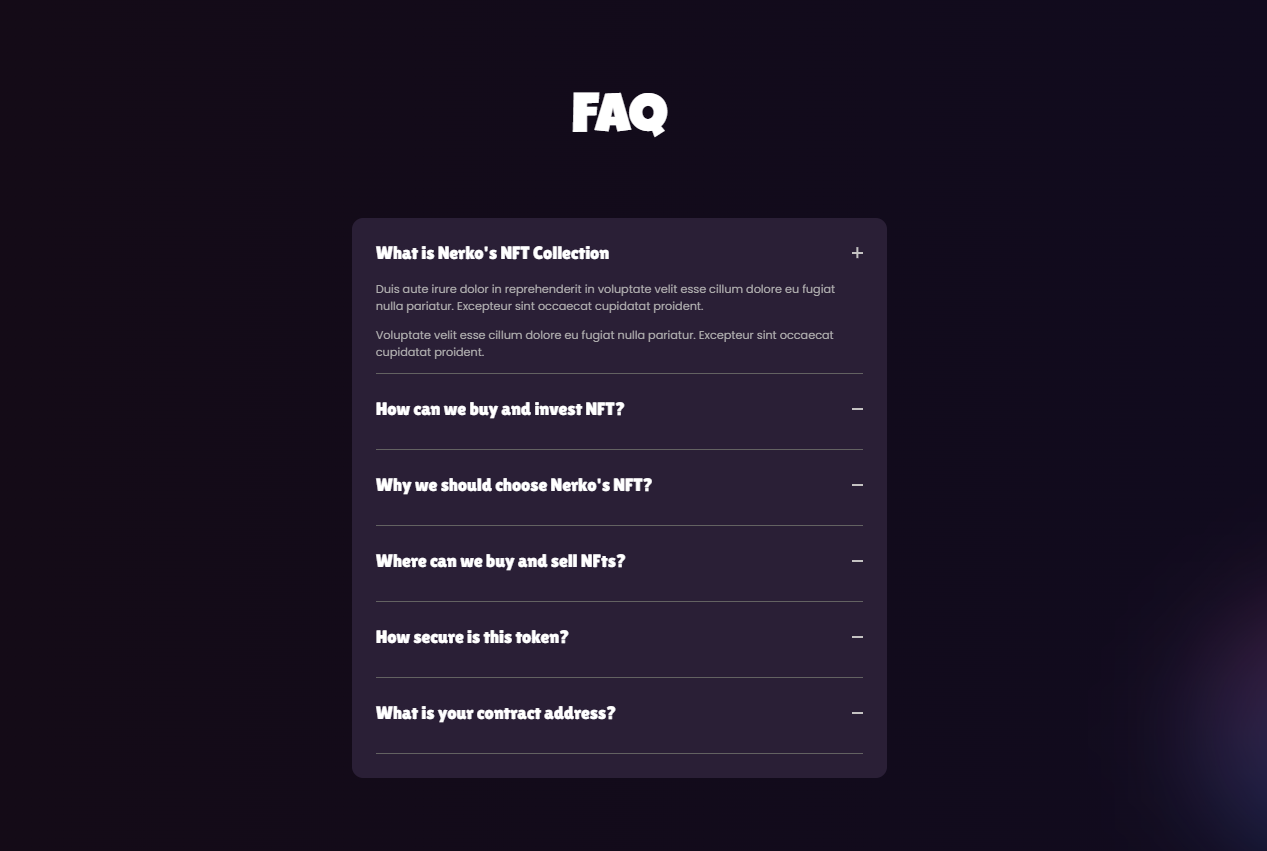 FAQ
What is Nerko's NFT Collection
Duis aute irure dolor in reprehenderit in voluptate velit esse cillum dolore eu fugiat
nulla pariatur. Excepteur sint occaecat cupidatat proident.
Voluptate velit esse cillum dolore eu fugiat nulla pariatur. Excepteur sint occaecat
cupidatat proident.
How can we buy and invest NFT?
Why we should choose Nerko's NFT?
Where can we buy and sell NFts?
How secure is this token?
What is your contract address?